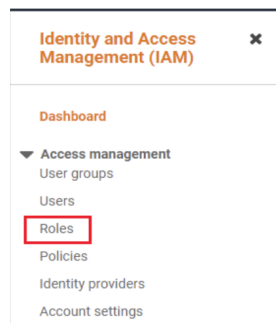 Identity and Access
Management (IAM)
Dashboard
Access management
User groups
Users
Roles
Policies
Identity providers
Account settings